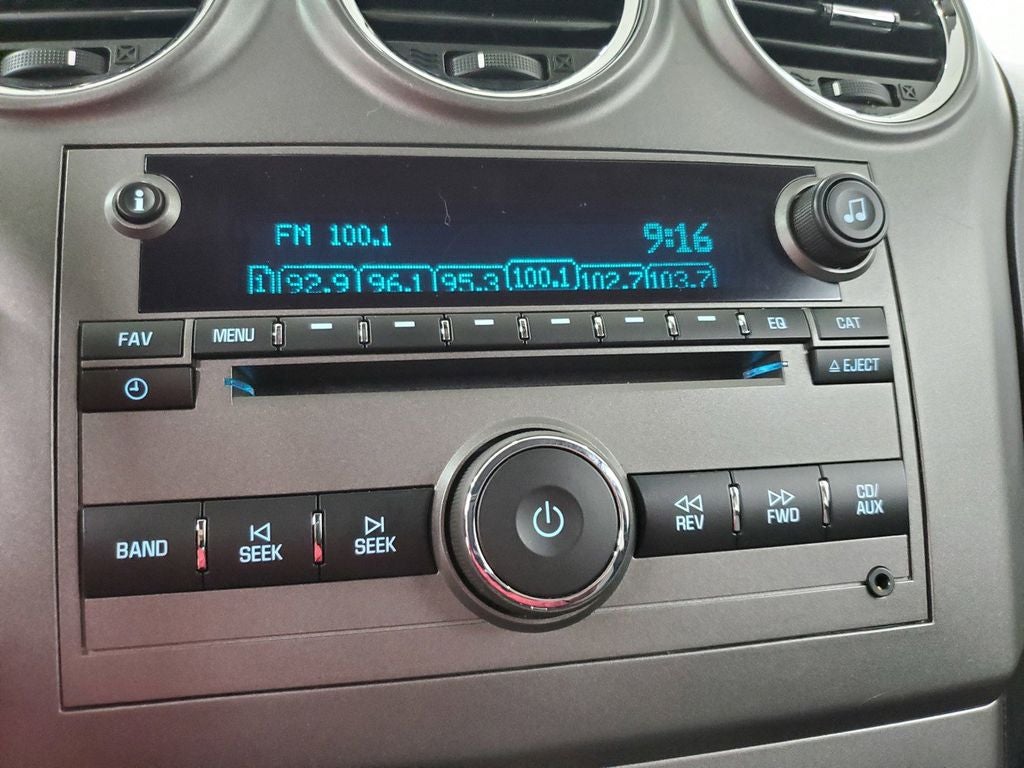 FM 100.1 9:16
1 92.9 96.1 95.3 100.1 102.7 103.7
FAV MENU EQ CAT
EJECT
BAND SEEK SEEK REV FWD CD/
AUX